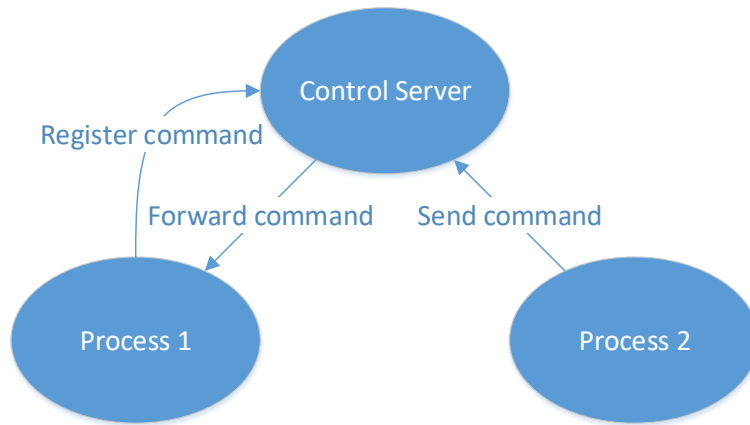 Control Server
Register command
Forward command
Send command
Process 1
Process 2